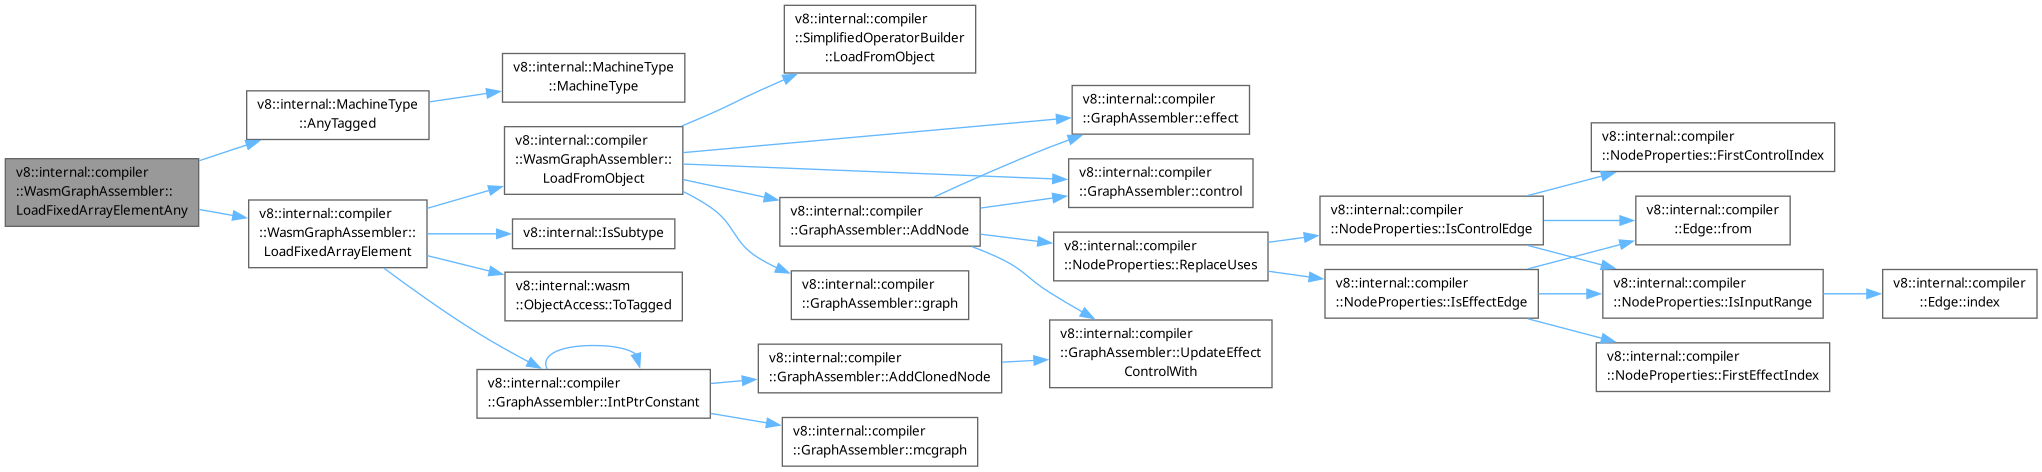 v8::internal::compiler
::WasmGraphAssembler::
LoadFixedArrayElementAny
v8::internal::MachineType
::AnyTagged
v8::internal::MachineType
::MachineType
v8::internal::compiler
::WasmGraphAssembler::
LoadFixedArrayElement
v8::internal::compiler
::WasmGraphAssembler::
LoadFromObject
v8::internal::compiler
::SimplifiedOperatorBuilder
::LoadFromObject
v8::internal::compiler
::GraphAssembler::effect
v8::internal::compiler
::GraphAssembler::control
v8::internal::compiler
::GraphAssembler::AddNode
v8::internal::compiler
::NodeProperties::ReplaceUses
v8::internal::compiler
::NodeProperties::IsControlEdge
v8::internal::compiler
::NodeProperties::FirstControlIndex
v8::internal::compiler
::Edge::from
v8::internal::compiler
::NodeProperties::IsInputRange
v8::internal::compiler
::Edge::index
v8::internal::compiler
::NodeProperties::IsEffectEdge
v8::internal::compiler
::NodeProperties::FirstEffectIndex
v8::internal::compiler
::GraphAssembler::UpdateEffect
ControlWith
v8::internal::compiler
::GraphAssembler::graph
v8::internal::IsSubtype
v8::internal::wasm
::ObjectAccess::ToTagged
v8::internal::compiler
::GraphAssembler::IntPtrConstant
v8::internal::compiler
::GraphAssembler::AddClonedNode
v8::internal::compiler
::GraphAssembler::mcgraph